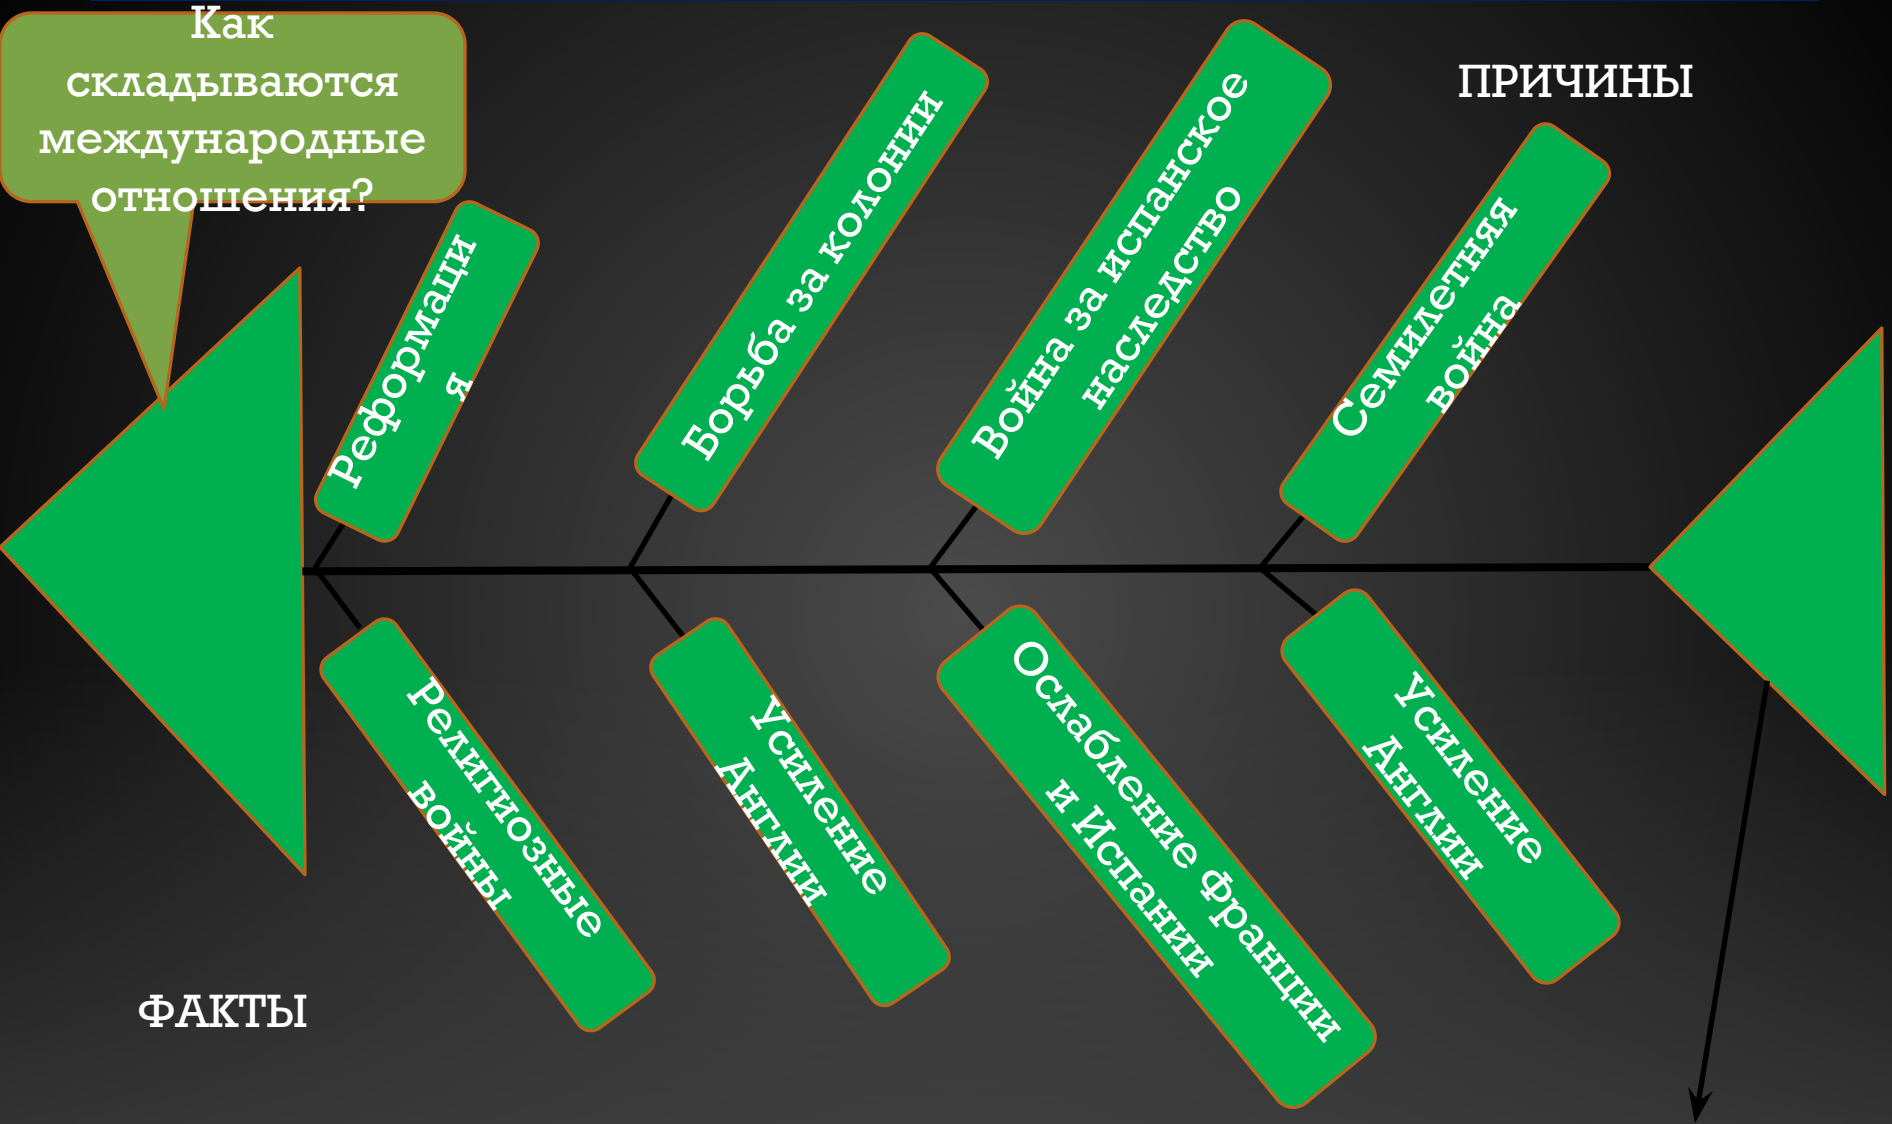 Как
складываются
международные
отношения?
ПРИЧИНЫ
Реформаци
я
Борьба за колонии
Война за испанское
наследство
Семилетняя
война
Религиозные
войны
Усиление
Англии
Ослабление Франции
и Испании
Усиление
Англии
ФАКТЫ